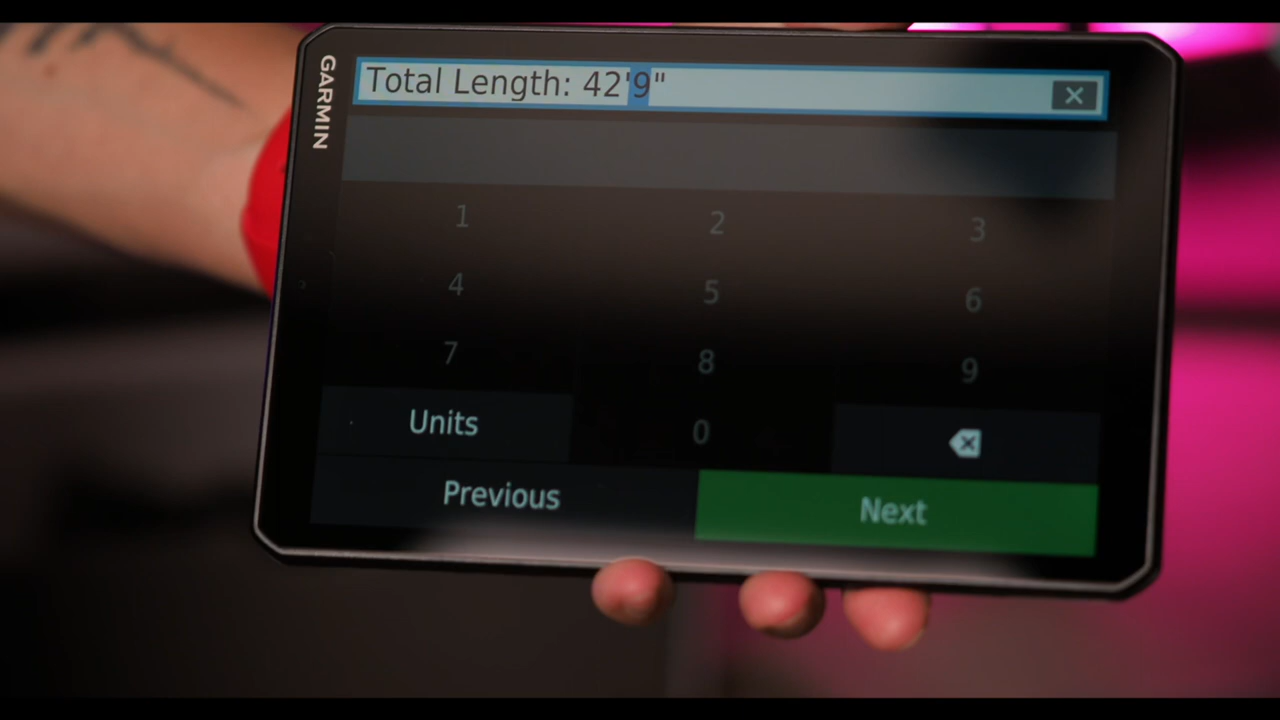 GARMIN
Total Length: 42'9"
1 2 3
4 5 6
7 8 9
Units 0
Previous Next